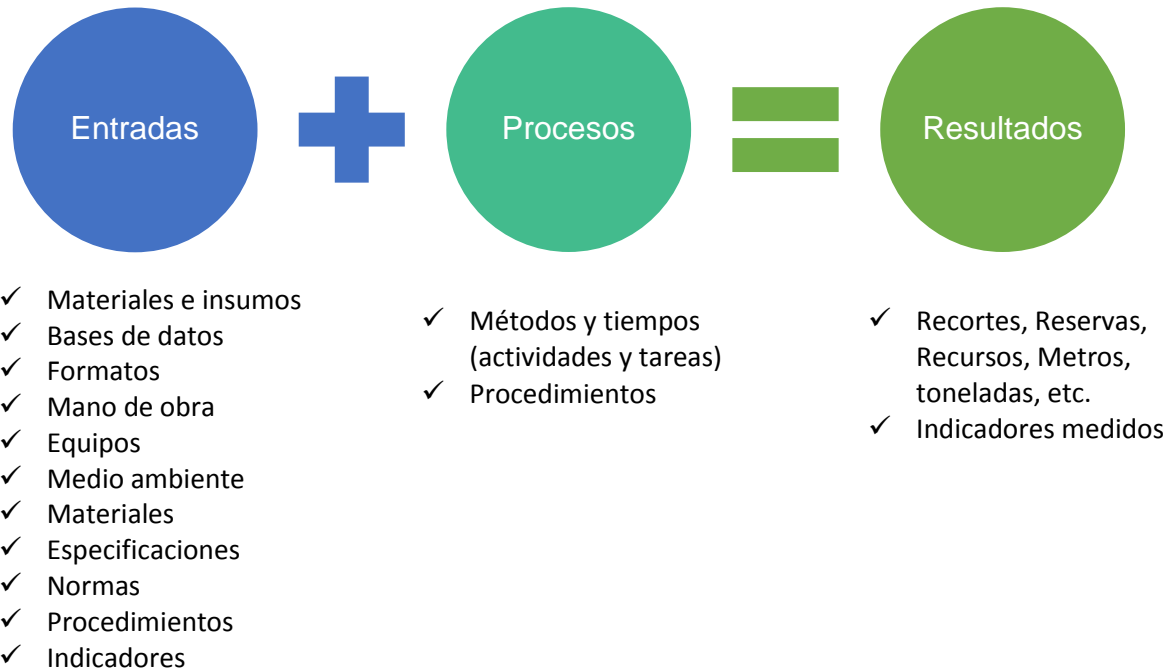 Entradas
Procesos
Resultados
✓ Materiales e insumos
✓ Bases de datos
✓ Formatos
✓ Mano de obra
✓ Equipos
✓ Medio ambiente
✓ Materiales
✓ Especificaciones
✓ Normas
✓ Procedimientos
✓ Indicadores
✓ Métodos y tiempos
(actividades y tareas)
✓ Procedimientos
✓ Recortes, Reservas,
Recursos, Metros,
toneladas, etc.
✓ Indicadores medidos